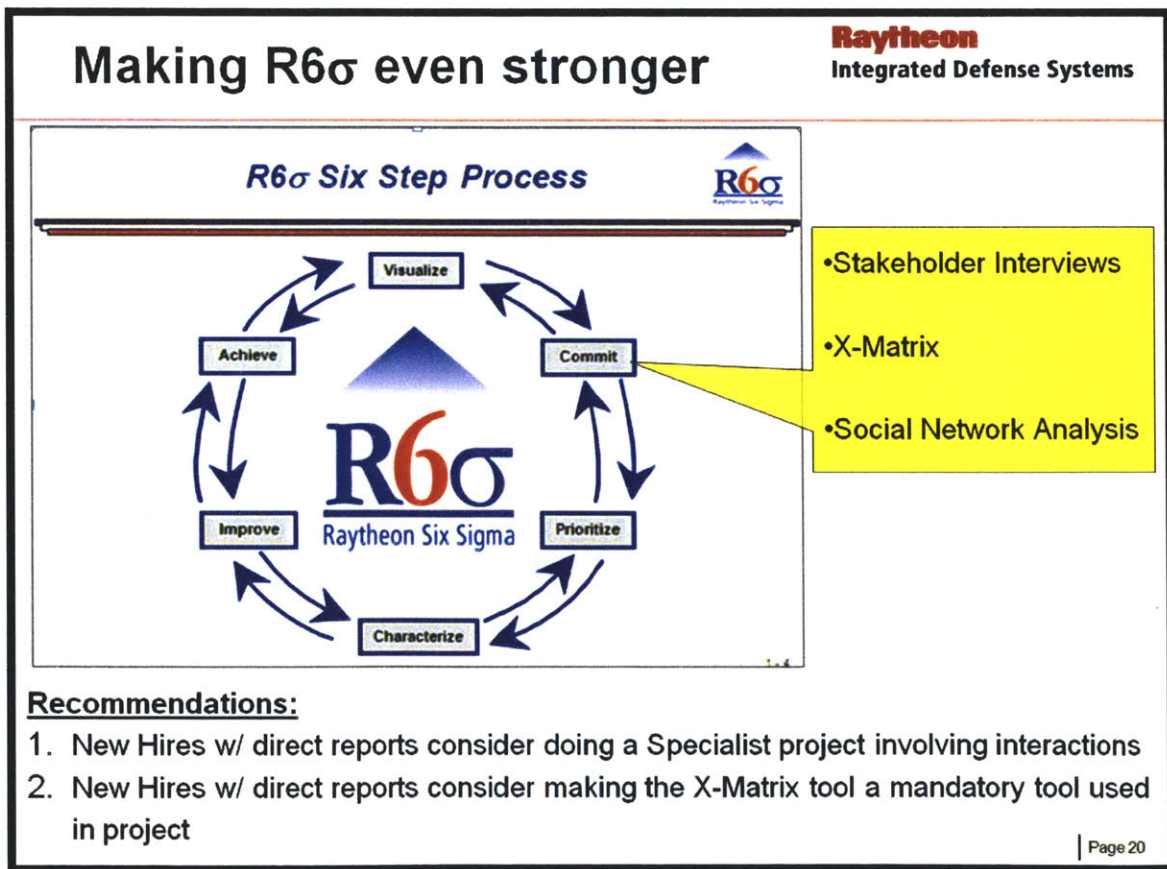 Making R6σ even stronger
Raytheon
Integrated Defense Systems
R6σ Six Step Process
R6σ
Raytheon Six Sigma
Visualize
Achieve
Commit
R6σ
Raytheon Six Sigma
Improve
Prioritize
Characterize
•Stakeholder Interviews
•X-Matrix
•Social Network Analysis
Recommendations:
1. New Hires w/ direct reports consider doing a Specialist project involving interactions
2. New Hires w/ direct reports consider making the X-Matrix tool a mandatory tool used
in project
Page 20